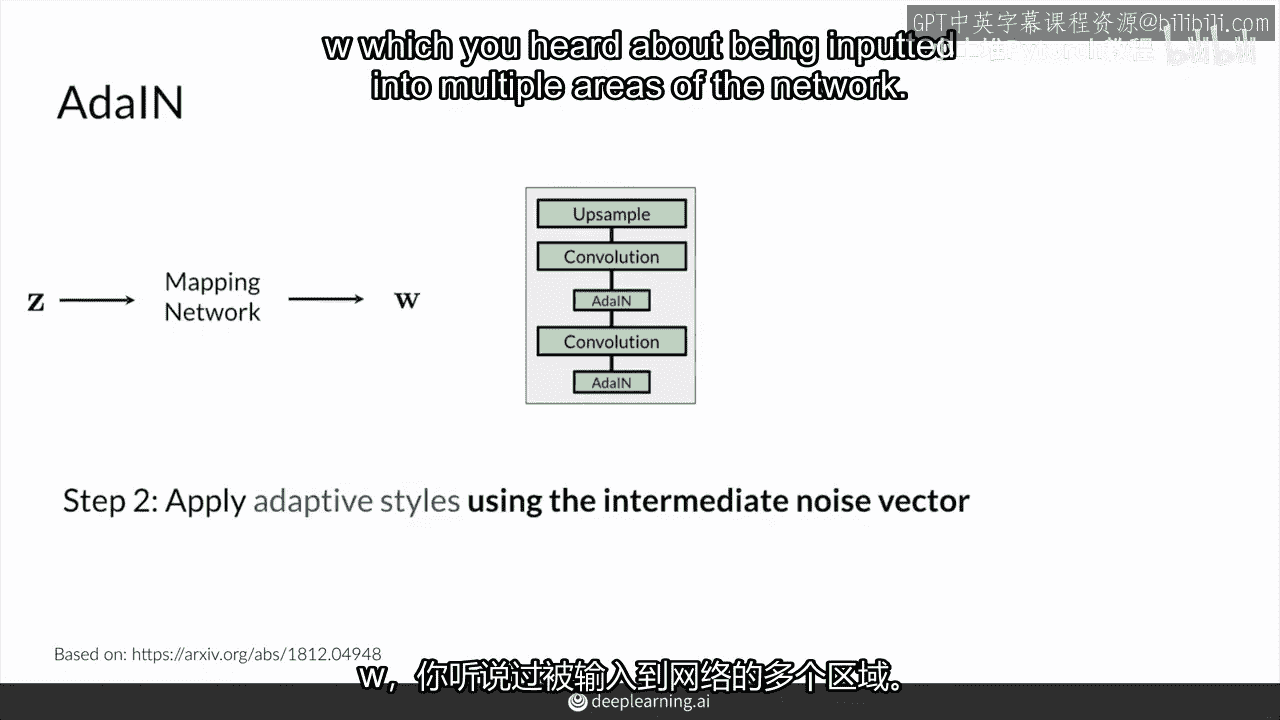 GPT中英字幕课程资源@bilibili.com
w which you heard about being inputted
into multiple areas of the network.
AdaIN
Upsample
Convolution
AdaIN
Convolution
AdaIN
z
Mapping
Network
w
Step 2: Apply adaptive styles using the intermediate noise vector
Based on: https://arxiv.org/abs/1812.04948
w，你听说过被输入到网络的多个区域。
deeplearning.ai